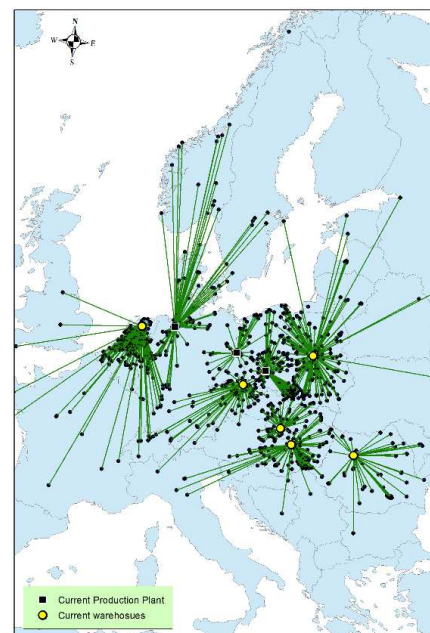 N
W E
S
Current Production Plant
Current warehosues